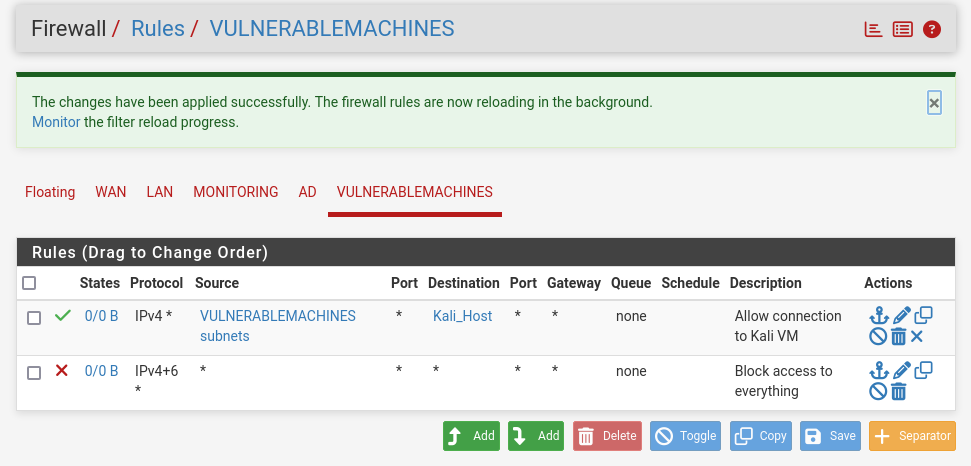 Firewall / Rules / VULNERABLEMACHINES
The changes have been applied successfully. The firewall rules are now reloading in the background.
Monitor the filter reload progress.
Floating WAN LAN MONITORING AD VULNERABLEMACHINES
Rules (Drag to Change Order)
States Protocol Source Port Destination Port Gateway Queue Schedule Description Actions
0/0 B IPv4 * VULNERABLEMACHINES * Kali_Host * * none Allow connection
subnets to Kali VM
0/0 B IPv4+6 * * * * * none Block access to
* everything
Add Add Delete Toggle Copy Save Separator